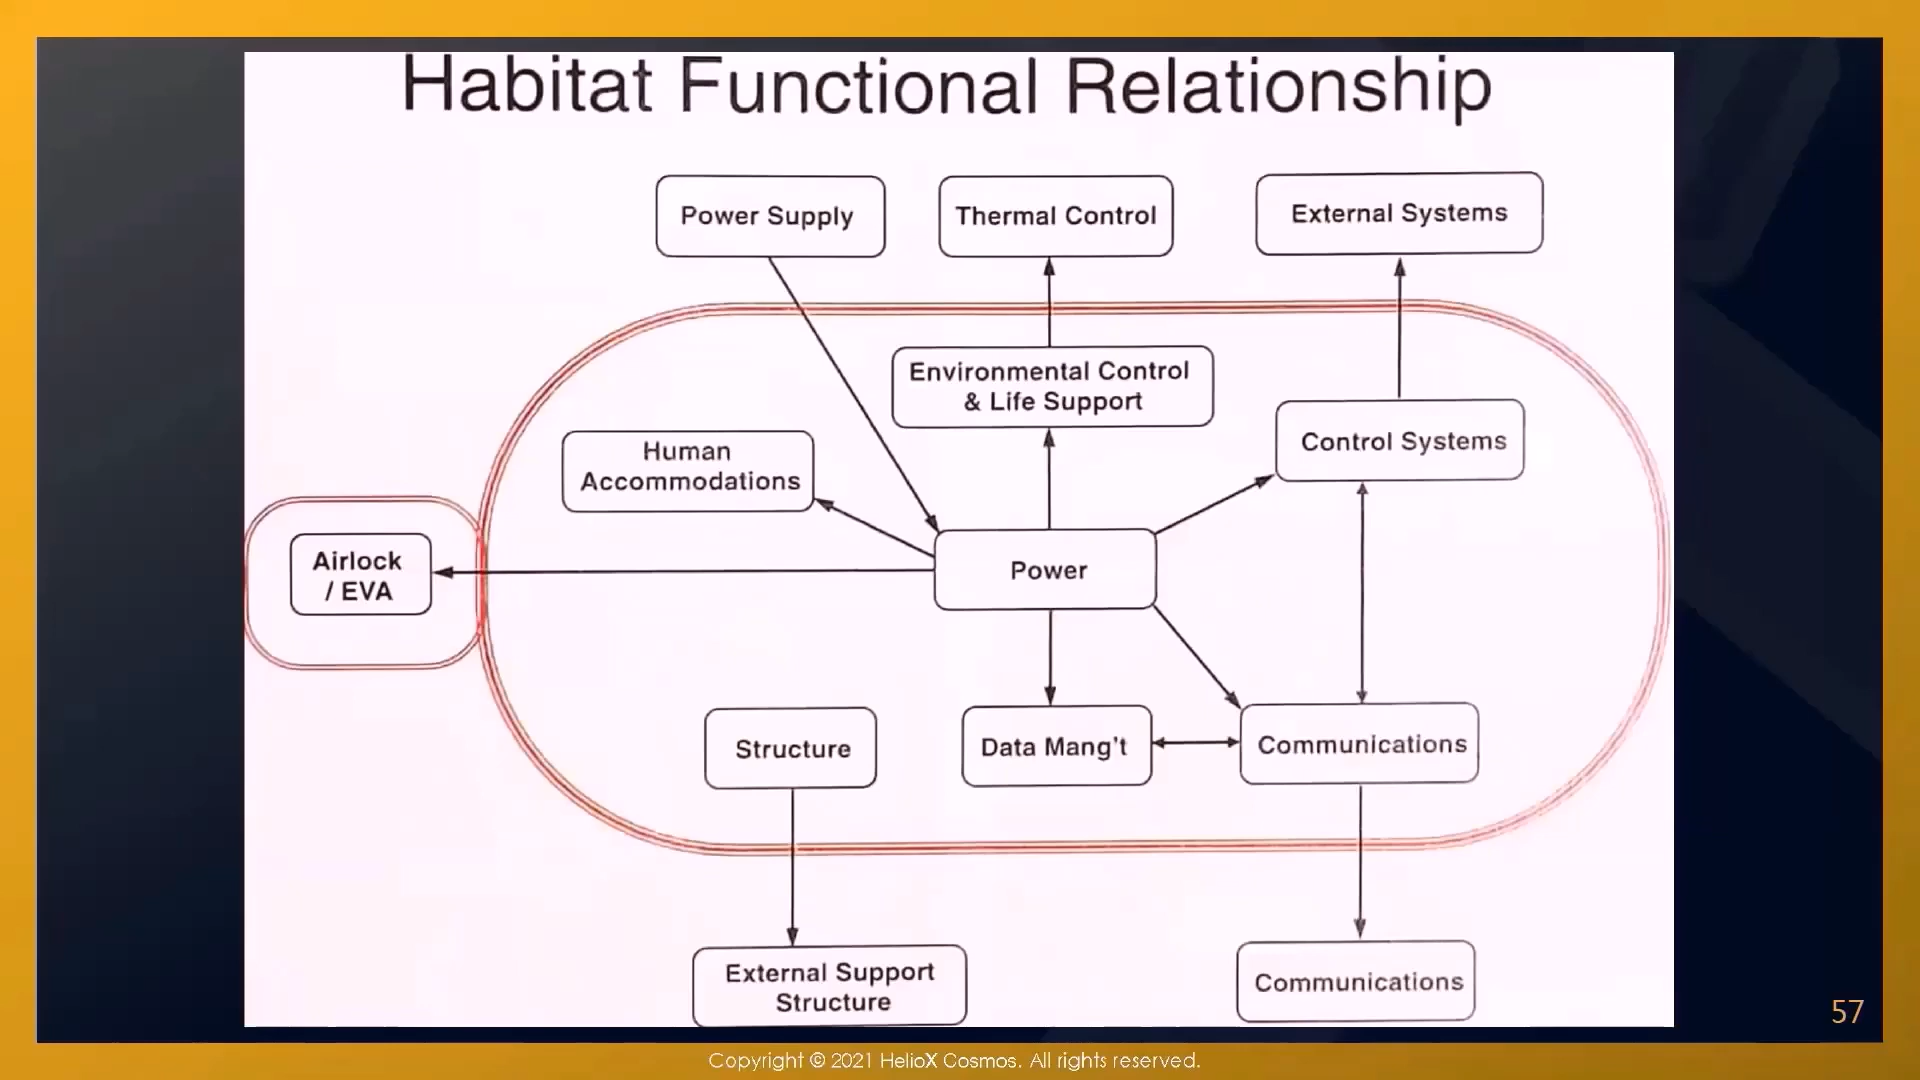 Habitat Functional Relationship
Power Supply
Thermal Control
External Systems
Environmental Control
& Life Support
Human
Accommodations
Control Systems
Airlock
/ EVA
Power
Structure
Data Mang't
Communications
External Support
Structure
Communications
57
Copyright © 2021 HelioX Cosmos. All rights reserved.